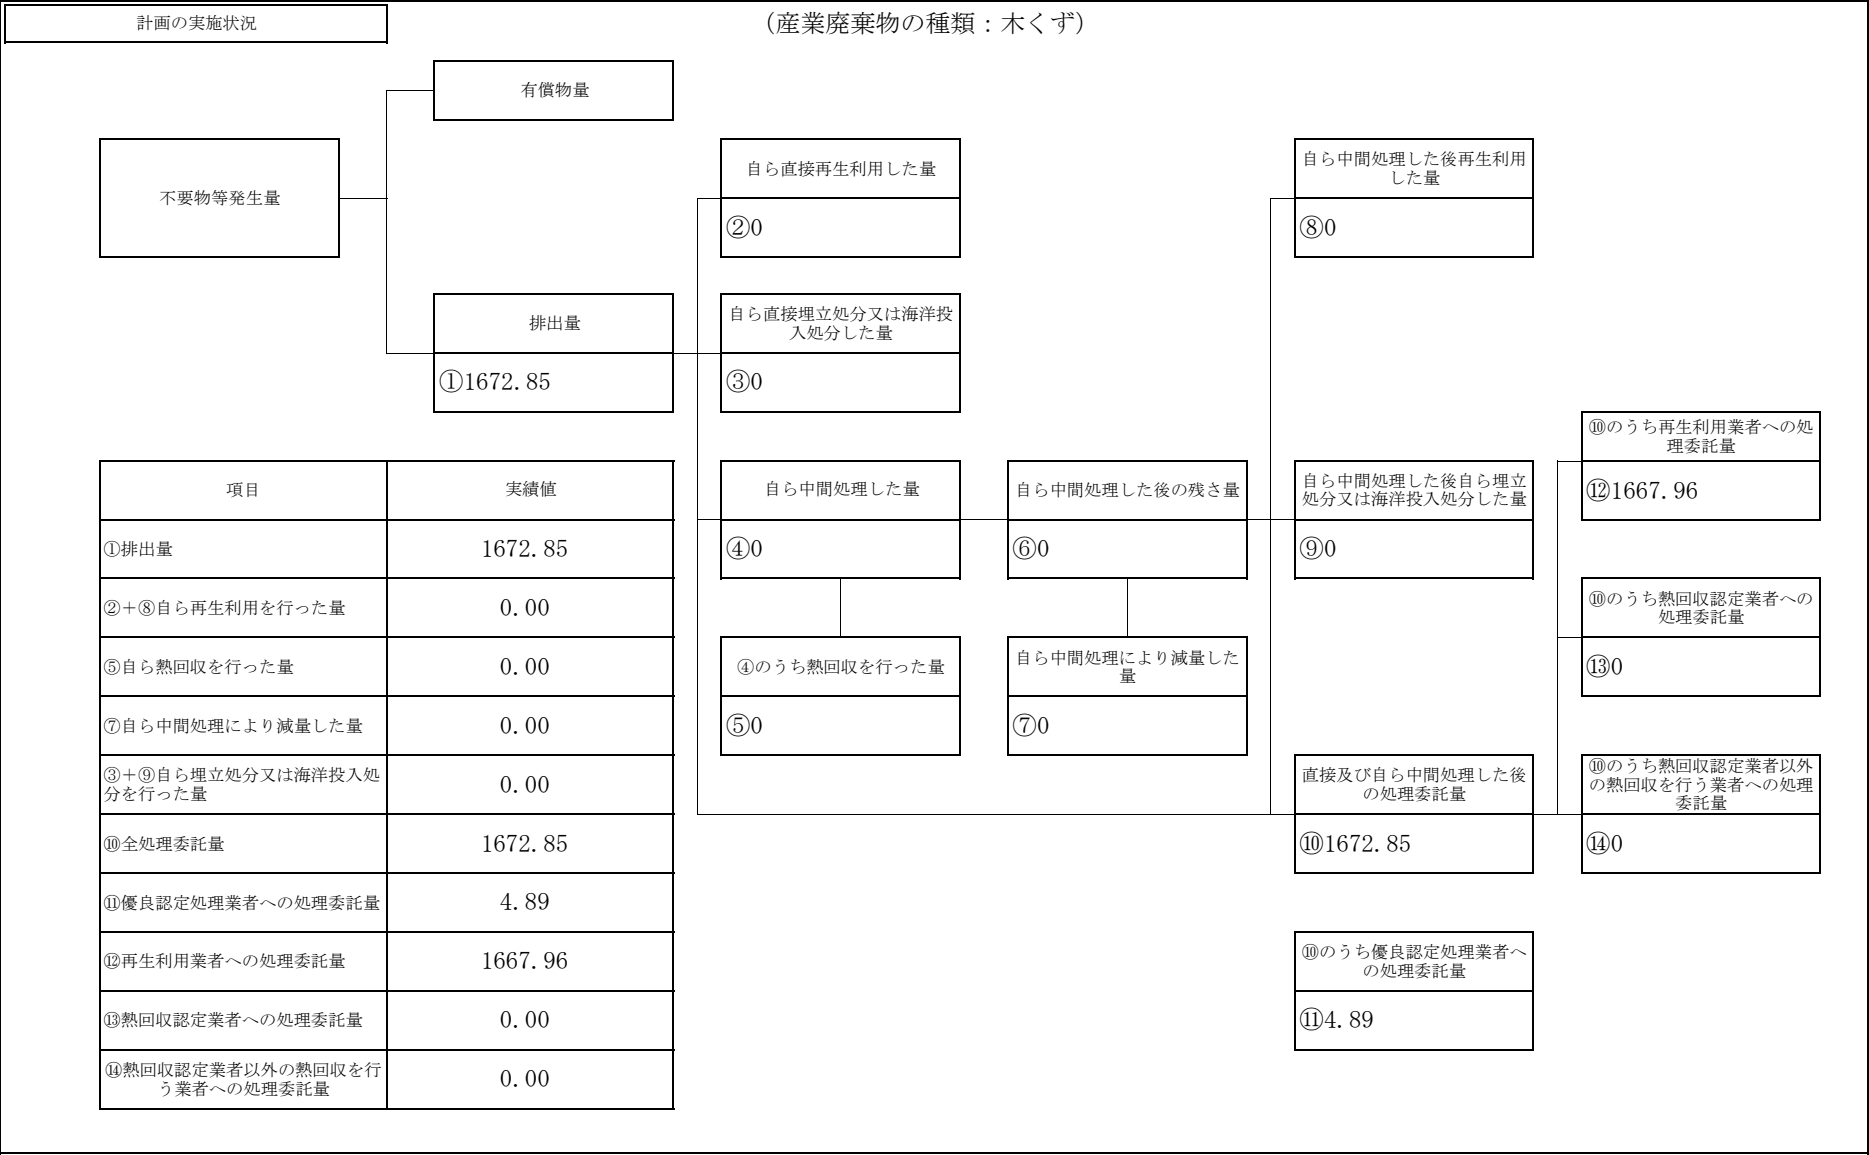 計画の実施状況
（産業廃棄物の種類：木くず）
有償物量
不要物等発生量
排出量
①1672.85
自ら直接再生利用した量
②0
自ら直接埋立処分又は海洋投
入処分した量
③0
自ら中間処理した量
④0
④のうち熱回収を行った量
⑤0
自ら中間処理した後の残さ量
⑥0
自ら中間処理により減量した
量
⑦0
自ら中間処理した後再生利用
した量
⑧0
自ら中間処理した後自ら埋立
処分又は海洋投入処分した量
⑨0
直接及び自ら中間処理した後
の処理委託量
⑩1672.85
⑩のうち優良認定処理業者へ
の処理委託量
⑪4.89
⑩のうち再生利用業者への処
理委託量
⑫1667.96
⑩のうち熱回収認定業者への
処理委託量
⑬0
⑩のうち熱回収認定業者以外
の熱回収を行う業者への処理
委託量
⑭0
項目 実績値
①排出量 1672.85
②＋⑧自ら再生利用を行った量 0.00
⑤自ら熱回収を行った量 0.00
⑦自ら中間処理により減量した量 0.00
③＋⑨自ら埋立処分又は海洋投入処
分を行った量 0.00
⑩全処理委託量 1672.85
⑪優良認定処理業者への処理委託量 4.89
⑫再生利用業者への処理委託量 1667.96
⑬熱回収認定業者への処理委託量 0.00
⑭熱回収認定業者以外の熱回収を行
う業者への処理委託量 0.00